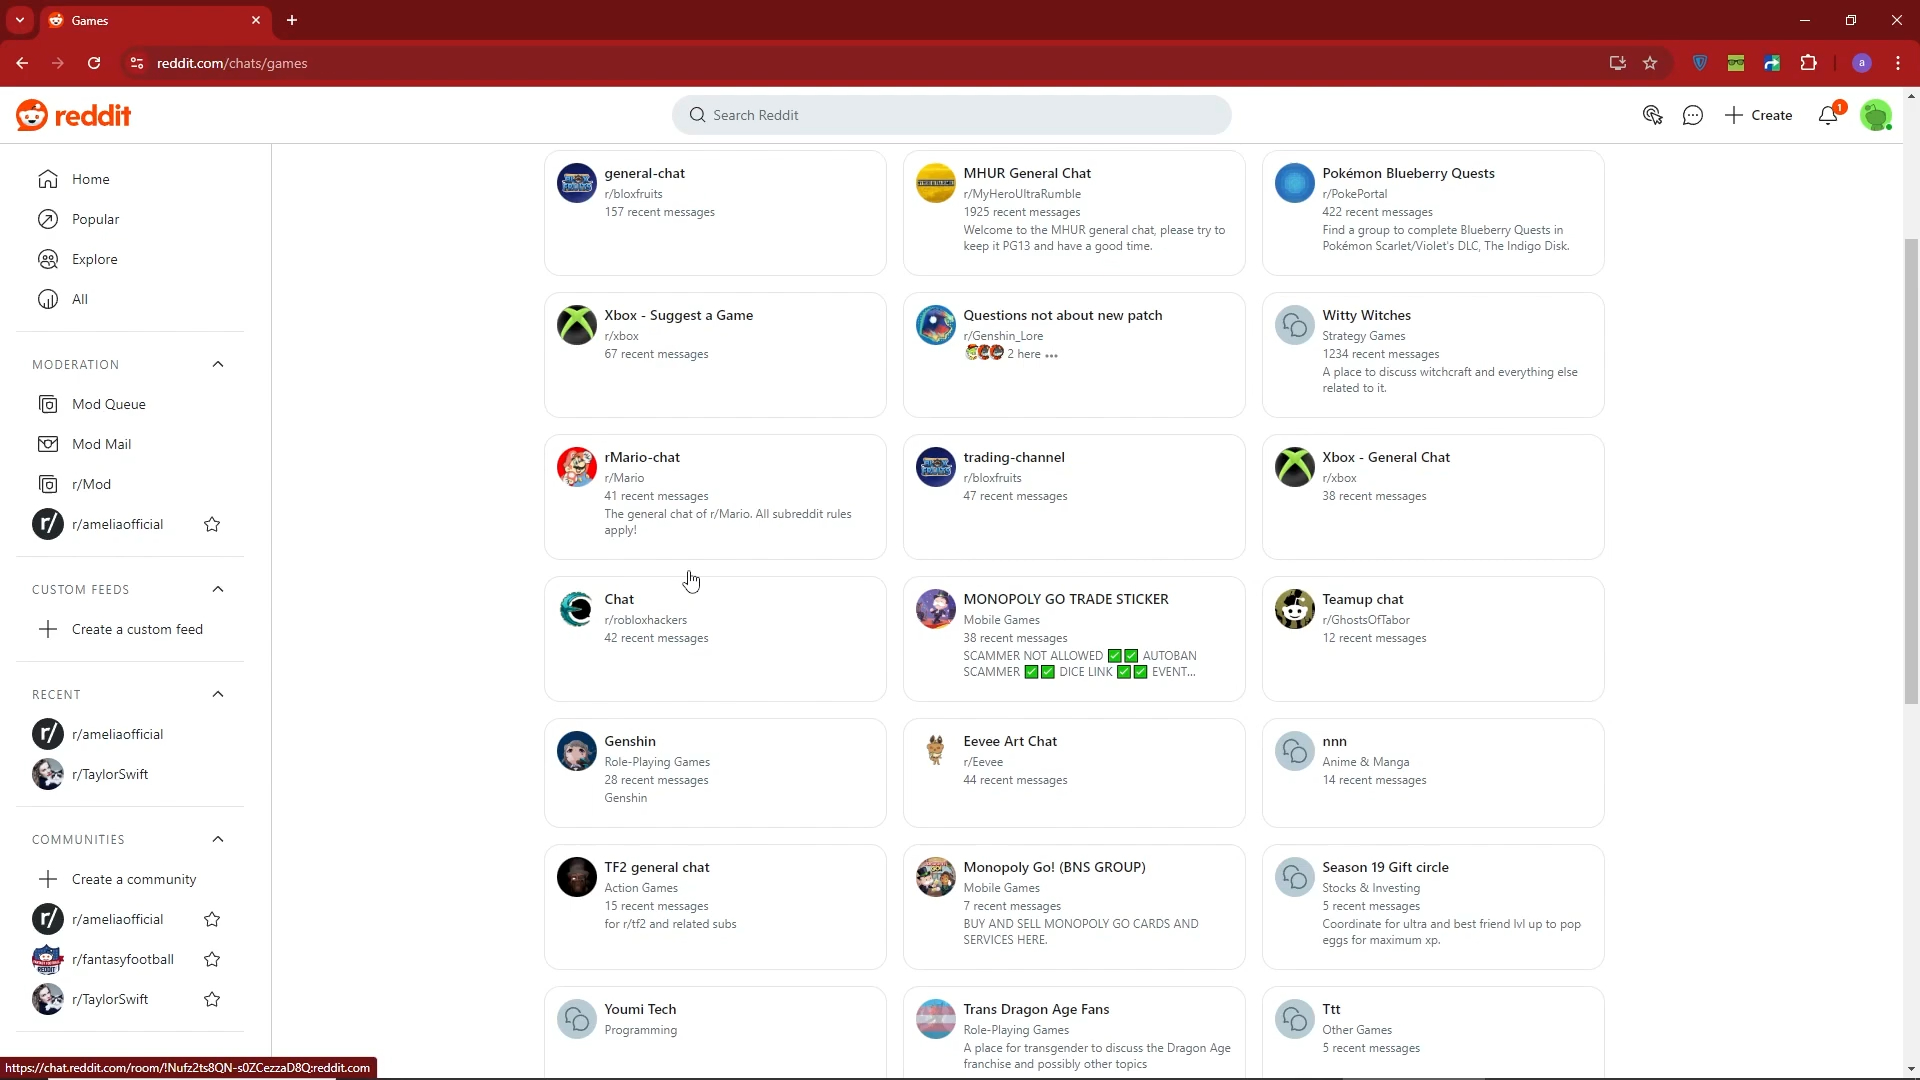 Games
reddit.com/chats/games
a
reddit
Search Reddit
Create
1
Home
Popular
Explore
All
MODERATION
Mod Queue
Mod Mail
r/Mod
r/ r/ameliaofficial
CUSTOM FEEDS
Create a custom feed
RECENT
r/ r/ameliaofficial
r/TaylorSwift
COMMUNITIES
Create a community
r/ r/ameliaofficial
r/fantasyfootball
r/TaylorSwift
general-chat
r/bloxfruits
157 recent messages
MHUR General Chat
r/MyHeroUltraRumble
1925 recent messages
Welcome to the MHUR general chat, please try to
keep it PG13 and have a good time.
Pokémon Blueberry Quests
r/PokePortal
422 recent messages
Find a group to complete Blueberry Quests in
Pokémon Scarlet/Violet's DLC, The Indigo Disk.
Xbox - Suggest a Game
r/xbox
67 recent messages
Questions not about new patch
r/Genshin_Lore
2 here •••
Witty Witches
Strategy Games
1234 recent messages
A place to discuss witchcraft and everything else
related to it.
rMario-chat
r/Mario
41 recent messages
The general chat of r/Mario. All subreddit rules
apply!
trading-channel
r/bloxfruits
47 recent messages
Xbox - General Chat
r/xbox
38 recent messages
Chat
r/robloxhackers
42 recent messages
MONOPOLY GO TRADE STICKER
Mobile Games
38 recent messages
SCAMMER NOT ALLOWED ✅✅ AUTOBAN
SCAMMER ✅✅ DICE LINK ✅✅ EVENT...
Teamup chat
r/GhostsOfTabor
12 recent messages
Genshin
Role-Playing Games
28 recent messages
Genshin
Eevee Art Chat
r/Eevee
44 recent messages
nnn
Anime & Manga
14 recent messages
TF2 general chat
Action Games
15 recent messages
for r/tf2 and related subs
Monopoly Go! (BNS GROUP)
Mobile Games
7 recent messages
BUY AND SELL MONOPOLY GO CARDS AND
SERVICES HERE.
Season 19 Gift circle
Stocks & Investing
5 recent messages
Coordinate for ultra and best friend lvl up to pop
eggs for maximum xp.
Youmi Tech
Programming
Trans Dragon Age Fans
Role-Playing Games
A place for transgender to discuss the Dragon Age
franchise and possibly other topics
Ttt
Other Games
5 recent messages
https://chat.reddit.com/room/!Nufz2ts8QN-s0ZCezzaD8Q:reddit.com